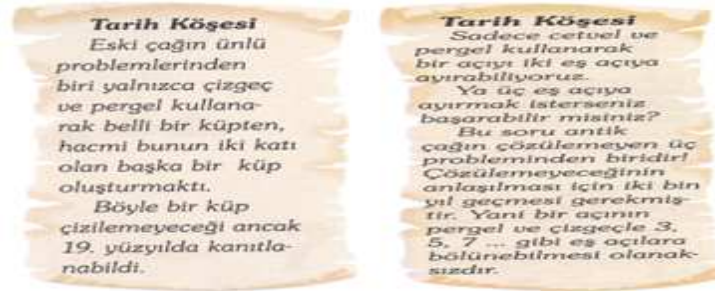 Tarih Köşesi
Eski çağın ünlü
problemlerinden
biri yalnızca çizgeç
ve pergel kullana-
rak belli bir küpten,
hacmi bunun iki katı
olan başka bir küp
oluşturmaktı.
Böyle bir küp
çizilemeyeceği ancak
19. yüzyılda kanıtla-
nabildi.
Tarih Köşesi
Sadece cetvel ve
pergel kullanarak
bir açıyı iki eş açıya
ayırabiliyoruz.
Ya üç eş açıya
ayırmak isterseniz
başarabilir misiniz?
Bu soru antik
çağın çözülemeyen üç
probleminden biridir!
Çözülemeyeceğinin
anlaşılması için iki bin
yıl geçmesi gerekmiş-
tir. Yani bir açının
pergel ve çizgeçle 3,
5, 7 ... gibi eş açılara
bölünebilmesi olanak-
sızdır.